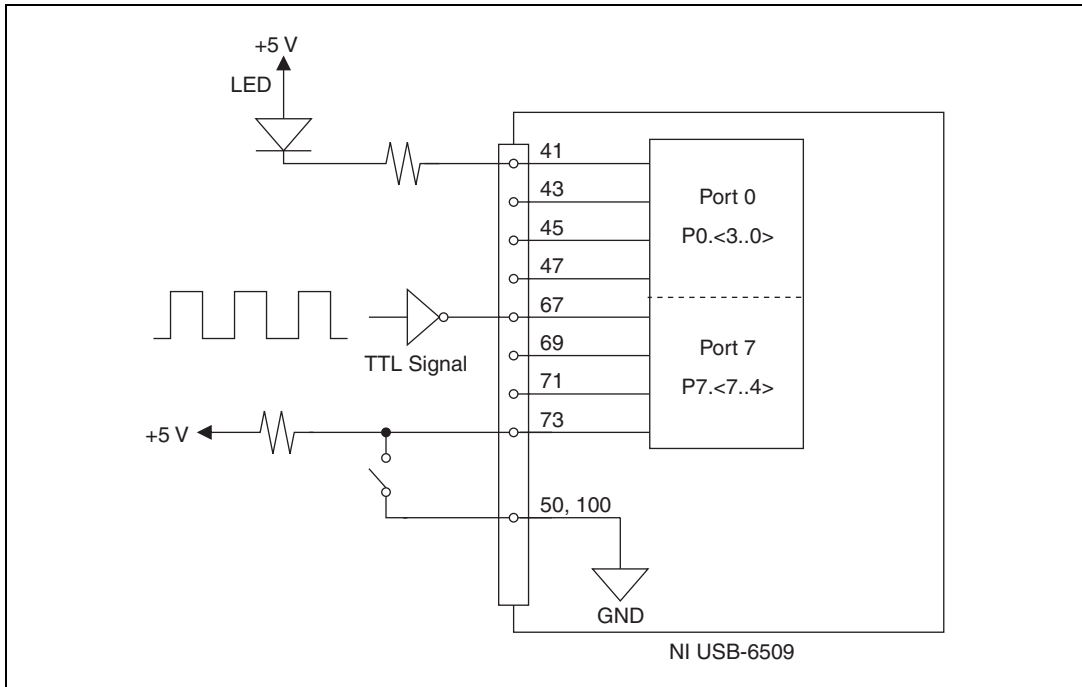 +5 V
LED
41
43
45
47
67
69
71
73
50, 100
Port 0
P0.<3..0>
Port 7
P7.<7..4>
TTL Signal
+5 V
GND
NI USB-6509